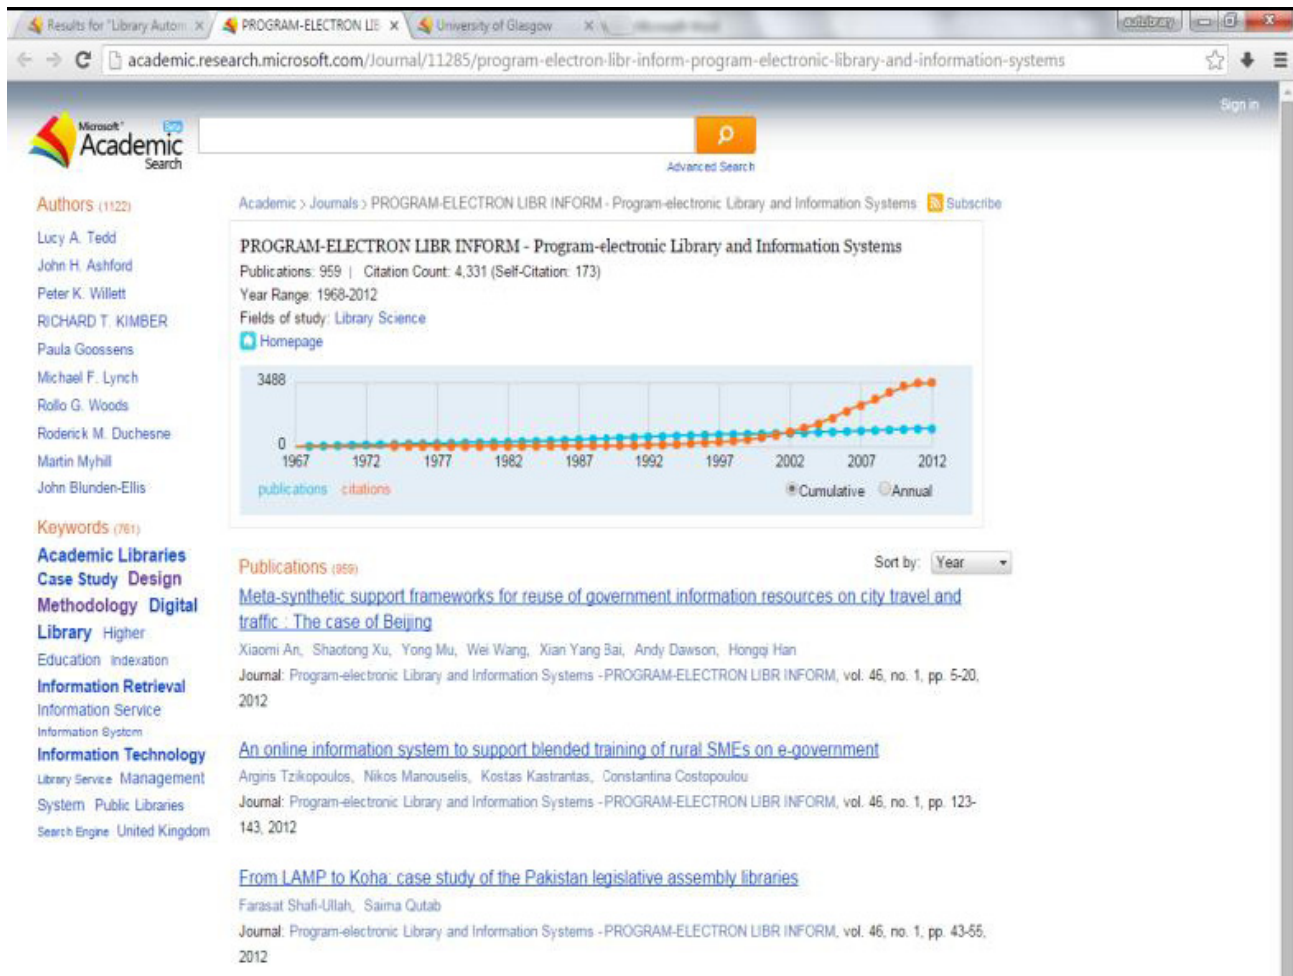 Results for "Library Autom
PROGRAM-ELECTRON LIB
University of Glasgow
academic.research.microsoft.com/Journal/11285/program-electron-libr-inform-program-electronic-library-and-information-systems
Sign in
Microsoft Beta
Academic
Search
Advanced Search
Authors (1122)
Lucy A. Tedd
John H. Ashford
Peter K. Willett
RICHARD T. KIMBER
Paula Goossens
Michael F. Lynch
Rollo G. Woods
Roderick M. Duchesne
Martin Myhill
John Blunden-Ellis
Keywords (761)
Academic Libraries
Case Study Design
Methodology Digital
Library Higher
Education Indexation
Information Retrieval
Information Service
Information System
Information Technology
Library Service Management
System Public Libraries
Search Engine United Kingdom
Academic > Journals > PROGRAM-ELECTRON LIBR INFORM - Program-electronic Library and Information Systems Subscribe
PROGRAM-ELECTRON LIBR INFORM - Program-electronic Library and Information Systems
Publications: 959 | Citation Count: 4,331 (Self-Citation: 173)
Year Range: 1968-2012
Fields of study: Library Science
Homepage
3488
0
1967 1972 1977 1982 1987 1992 1997 2002 2007 2012
publications citations Cumulative Annual
Publications (959) Sort by: Year
Meta-synthetic support frameworks for reuse of government information resources on city travel and
traffic : The case of Beijing
Xiaomi An, Shaotong Xu, Yong Mu, Wei Wang, Xian Yang Bai, Andy Dawson, Hongqi Han
Journal: Program-electronic Library and Information Systems - PROGRAM-ELECTRON LIBR INFORM, vol. 46, no. 1, pp. 5-20,
2012
An online information system to support blended training of rural SMEs on e-government
Argiris Tzikopoulos, Nikos Manouselis, Kostas Kastrantas, Constantina Costopoulou
Journal: Program-electronic Library and Information Systems - PROGRAM-ELECTRON LIBR INFORM, vol. 46, no. 1, pp. 123-
143, 2012
From LAMP to Koha: case study of the Pakistan legislative assembly libraries
Farasat Shafi-Ullah, Saima Qutab
Journal: Program-electronic Library and Information Systems - PROGRAM-ELECTRON LIBR INFORM, vol. 46, no. 1, pp. 43-55,
2012